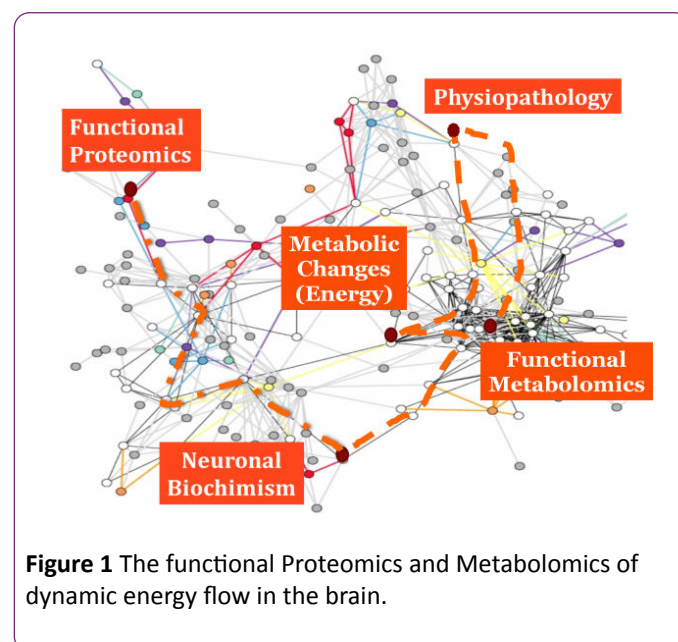 Physiopathology
Functional
Proteomics
Metabolic
Changes
(Energy)
Functional
Metabolomics
Neuronal
Biochimism
Figure 1 The functional Proteomics and Metabolomics of
dynamic energy flow in the brain.